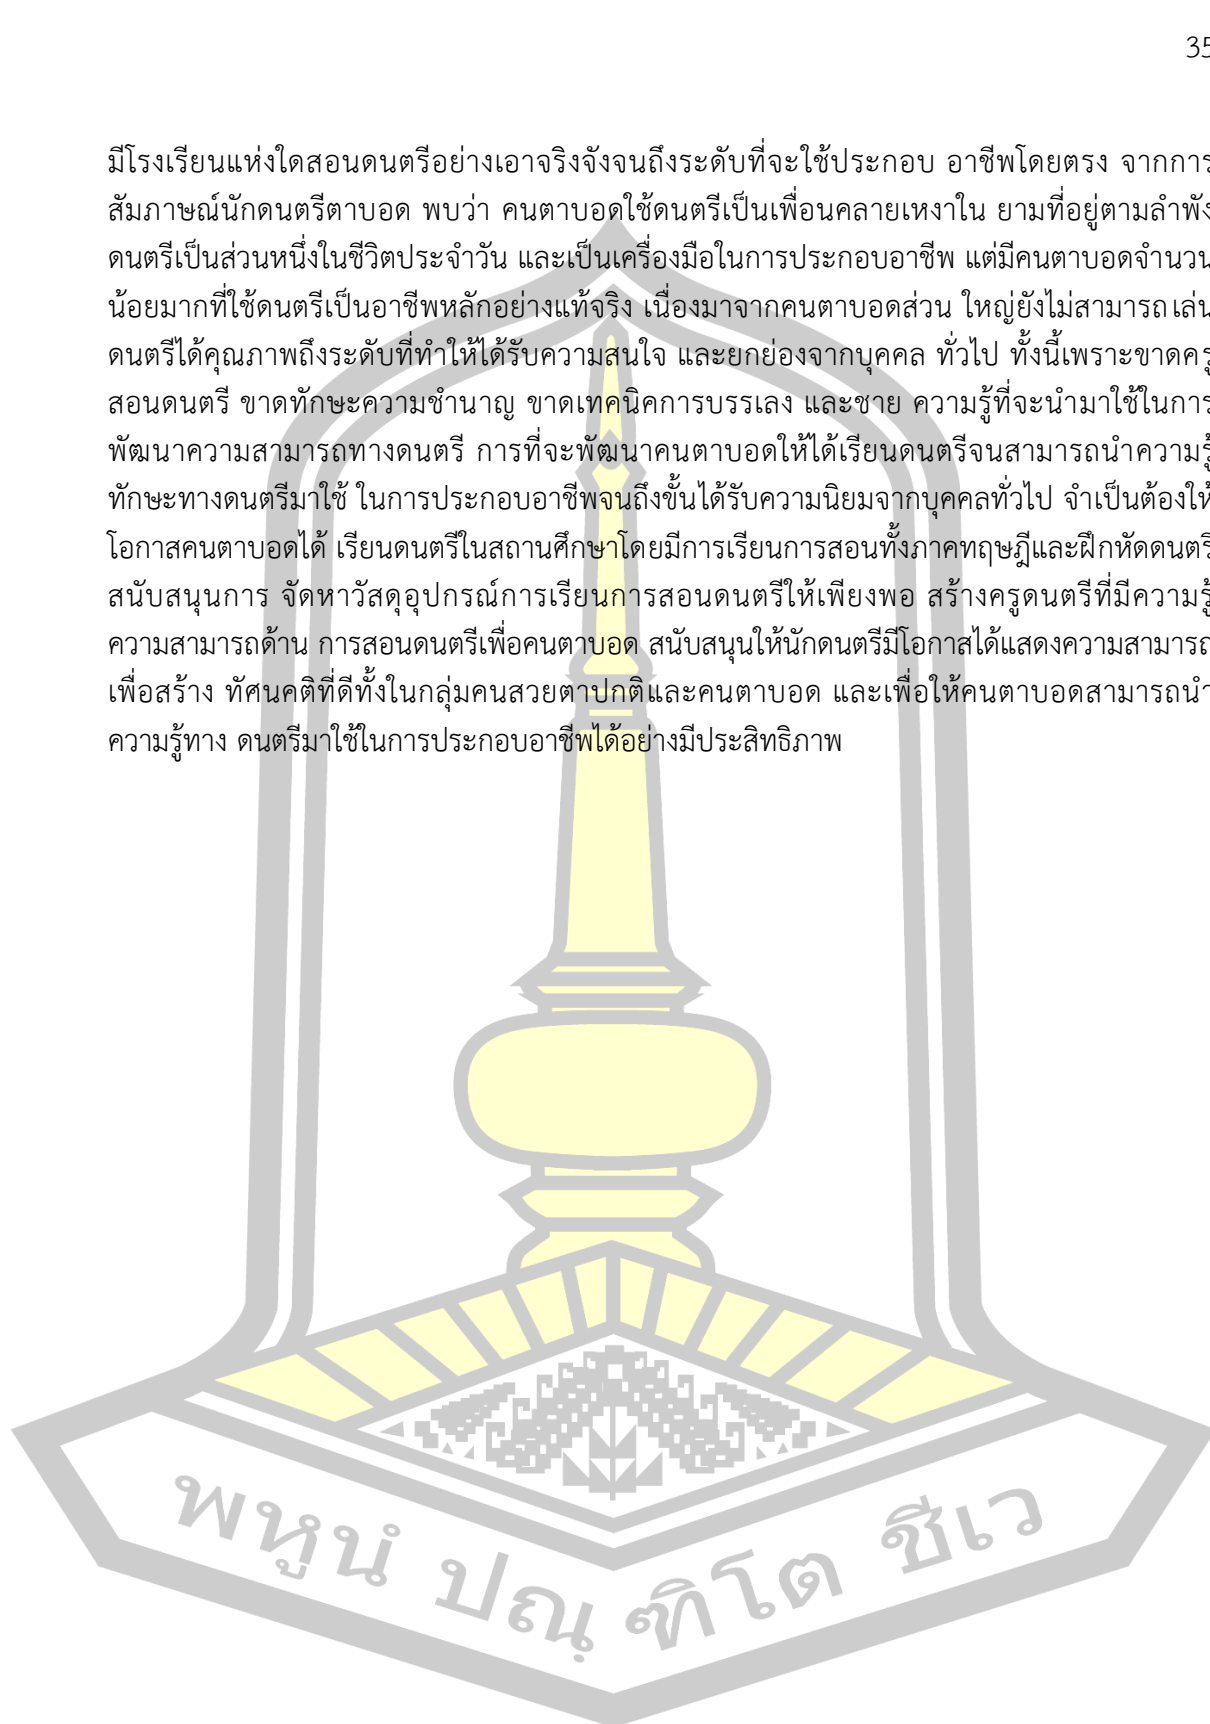 35
มีโรงเรียนแห่งใดสอนดนตรีอย่างเอาจริงจังจนถึงระดับที่จะใช้ประกอบ อาชีพโดยตรง จากการ
สัมภาษณ์นักดนตรีตาบอด พบว่า คนตาบอดใช้ดนตรีเป็นเพื่อนคลายเหงาใน ยามที่อยู่ตามลำพัง
ดนตรีเป็นส่วนหนึ่งในชีวิตประจำวัน และเป็นเครื่องมือในการประกอบอาชีพ แต่มีคนตาบอดจำนวน
น้อยมากที่ใช้ดนตรีเป็นอาชีพหลักอย่างแท้จริง เนื่องมาจากคนตาบอดส่วน ใหญ่ยังไม่สามารถเล่น
ดนตรีได้คุณภาพถึงระดับที่ทำให้ได้รับความสนใจ และยกย่องจากบุคคล ทั่วไป ทั้งนี้เพราะขาดครู
สอนดนตรี ขาดทักษะความชำนาญ ขาดเทคนิคการบรรเลง และชาย ความรู้ที่จะนำมาใช้ในการ
พัฒนาความสามารถทางดนตรี การที่จะพัฒนาคนตาบอดให้ได้เรียนดนตรีจนสามารถนำความรู้
ทักษะทางดนตรีมาใช้ ในการประกอบอาชีพจนถึงขั้นได้รับความนิยมจากบุคคลทั่วไป จำเป็นต้องให้
โอกาสคนตาบอดได้ เรียนดนตรีในสถานศึกษาโดยมีการเรียนการสอนทั้งภาคทฤษฎีและฝึกหัดดนตรี
สนับสนุนการ จัดหาวัสดุอุปกรณ์การเรียนการสอนดนตรีให้เพียงพอ สร้างครูดนตรีที่มีความรู้
ความสามารถด้าน การสอนดนตรีเพื่อคนตาบอด สนับสนุนให้นักดนตรีมีโอกาสได้แสดงความสามารถ
เพื่อสร้าง ทัศนคติที่ดีทั้งในกลุ่มคนสวยตาปกติและคนตาบอด และเพื่อให้คนตาบอดสามารถนำ
ความรู้ทาง ดนตรีมาใช้ในการประกอบอาชีพได้อย่างมีประสิทธิภาพ
พหูนํ ปณฺฑิโต ชีเว